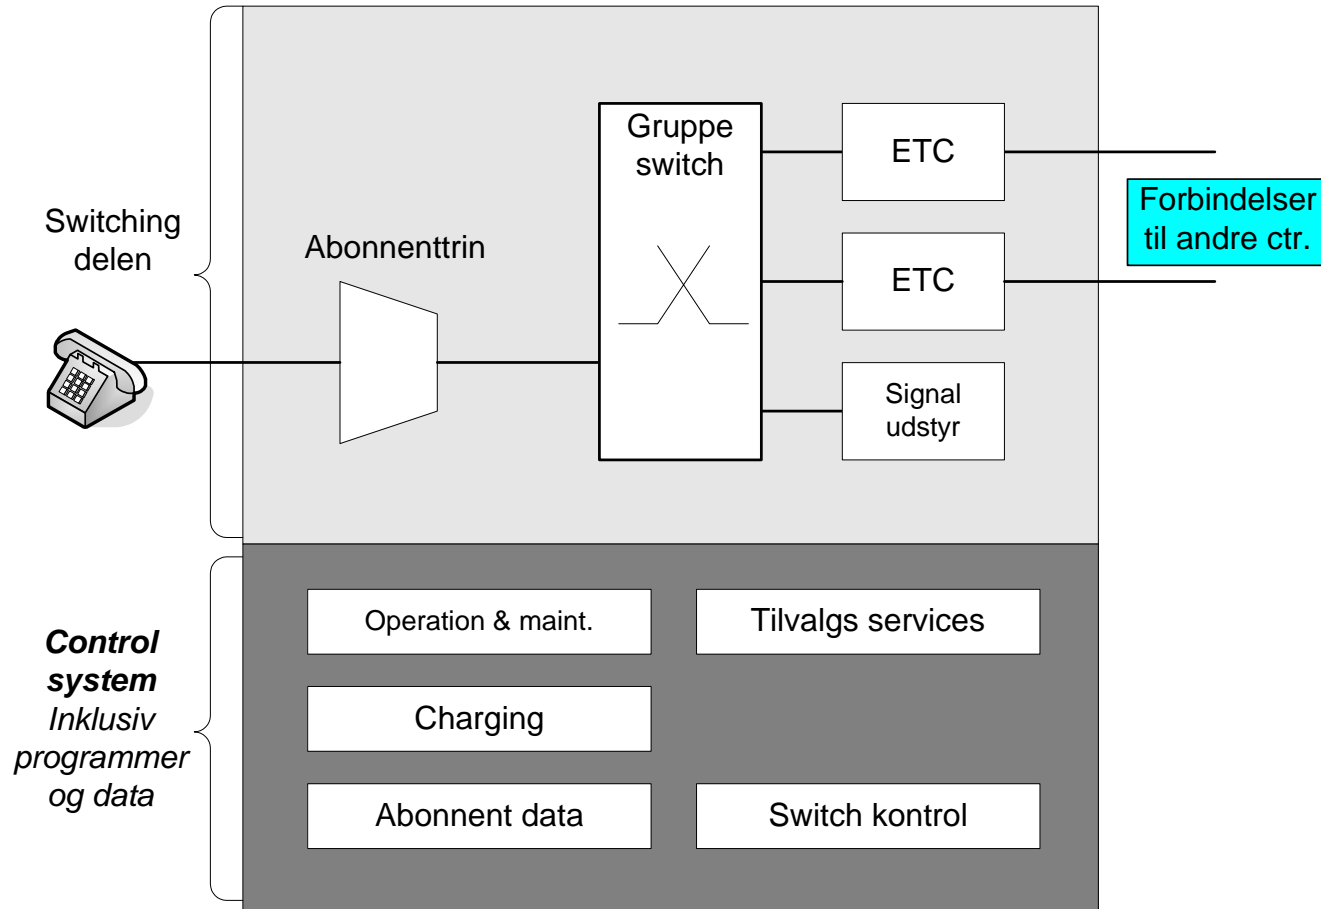 Gruppe
switch
ETC
Forbindelser
til andre ctr.
Switching
delen
Abonnenttrin
ETC
Signal
udstyr
Operation & maint.
Tilvalgs services
Control
system
Inklusiv
programmer
og data
Charging
Abonnent data
Switch kontrol